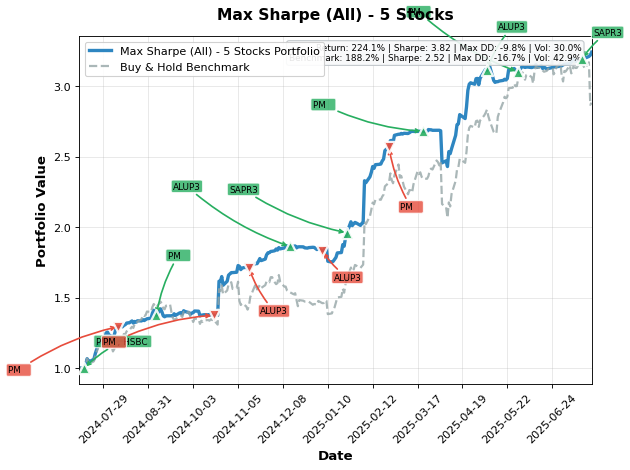 Max Sharpe (All) - 5 Stocks
PM
ALUP3
SAPR3
Max Sharpe (All) - 5 Stocks Portfolio
Buy & Hold Benchmark
eturn: 224.1% | Sharpe: 3.82 | Max DD: -9.8% | Vol: 30.0%
Benchmark: 188.2% | Sharpe: 2.52 | Max DD: -16.7% | Vol: 42.9%
PM
ALUP3
SAPR3
PM
PM
ALUP3
ALUP3
PM
PM
HSBC
Portfolio Value
3.0
2.5
2.0
1.5
1.0
2024-07-29
2024-08-31
2024-10-03
2024-11-05
2024-12-08
2025-01-10
2025-02-12
2025-03-17
2025-04-19
2025-05-22
2025-06-24
Date